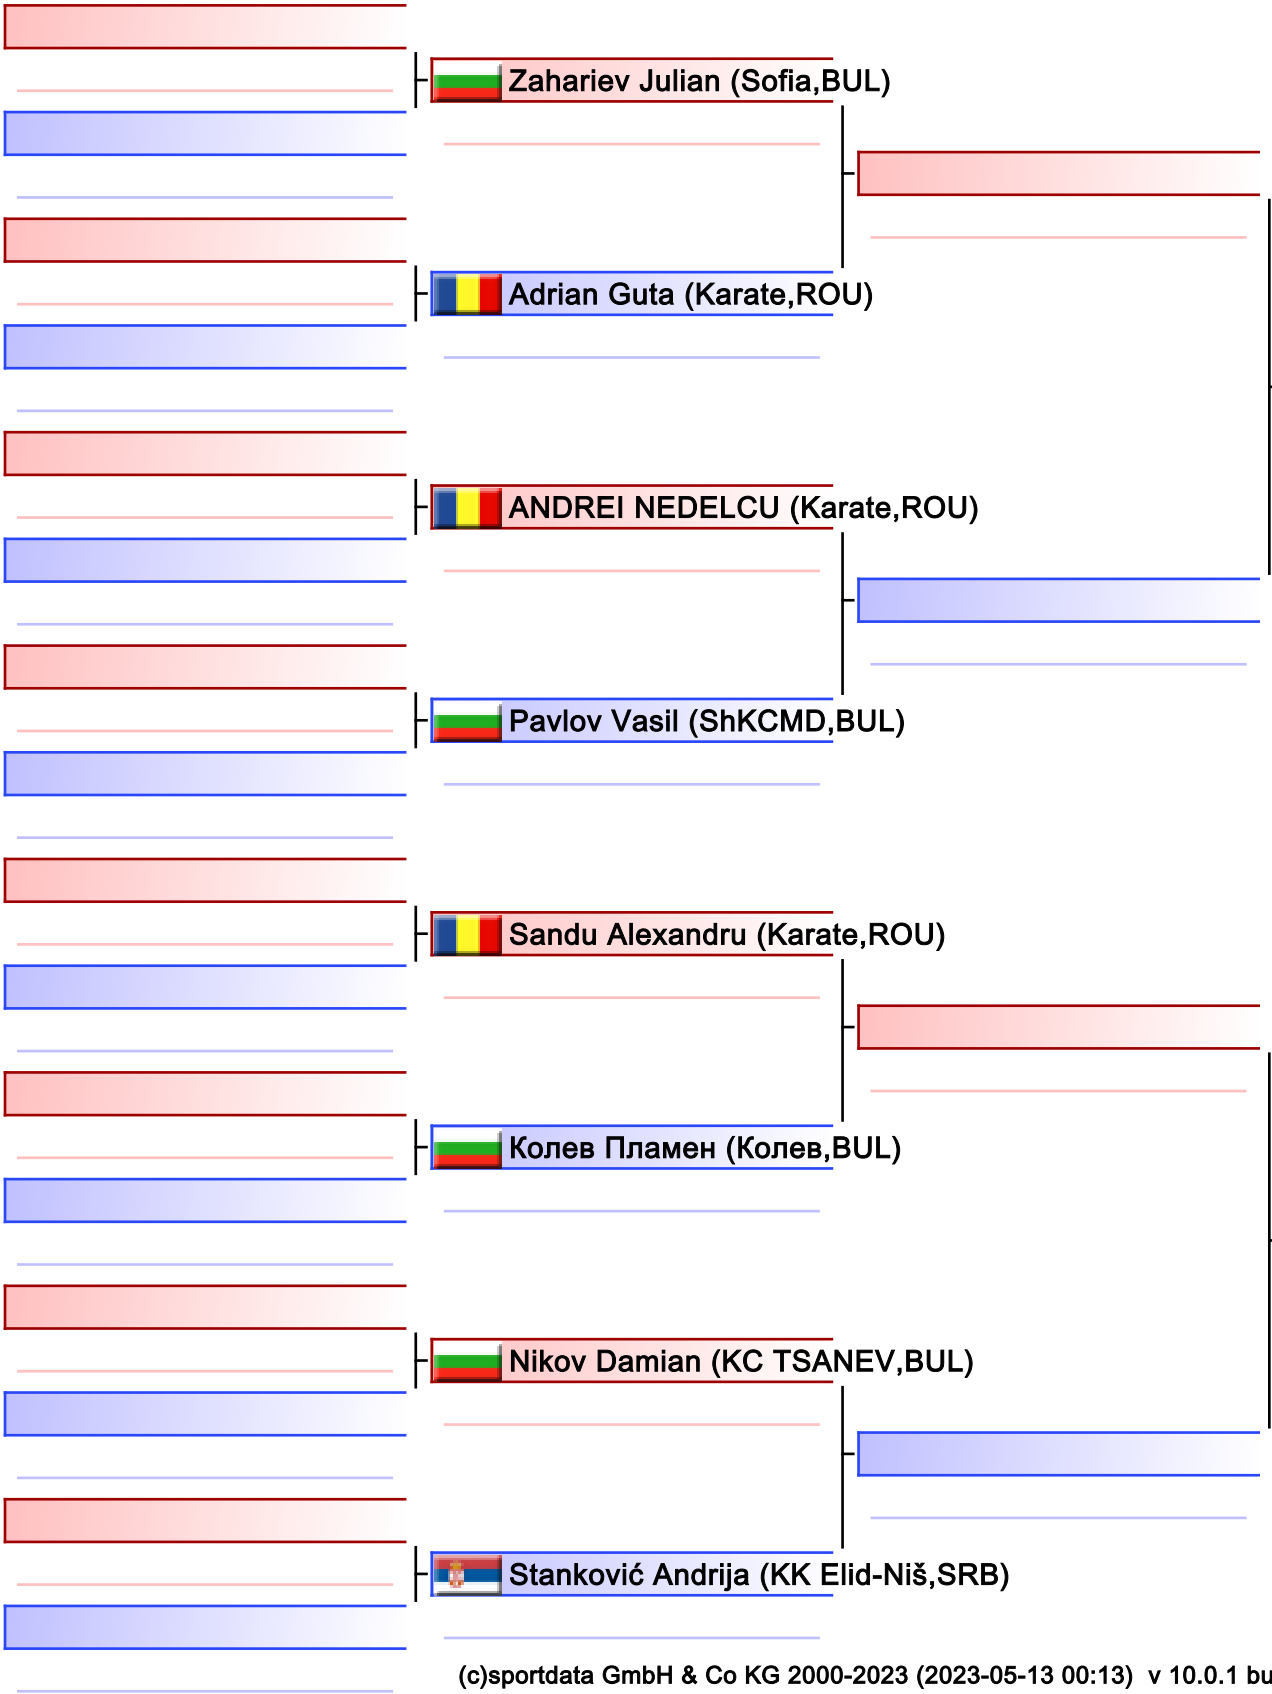 Zahariev Julian (Sofia,BUL)
Adrian Guta (Karate,ROU)
ANDREI NEDELCU (Karate,ROU)
Pavlov Vasil (ShKCMD,BUL)
Sandu Alexandru (Karate,ROU)
Колев Пламен (Колев,BUL)
Nikov Damian (KC TSANEV,BUL)
Stanković Andrija (KK Elid-Niš,SRB)
(c)sportdata GmbH & Co KG 2000-2023 (2023-05-13 00:13) v 10.0.1 bu